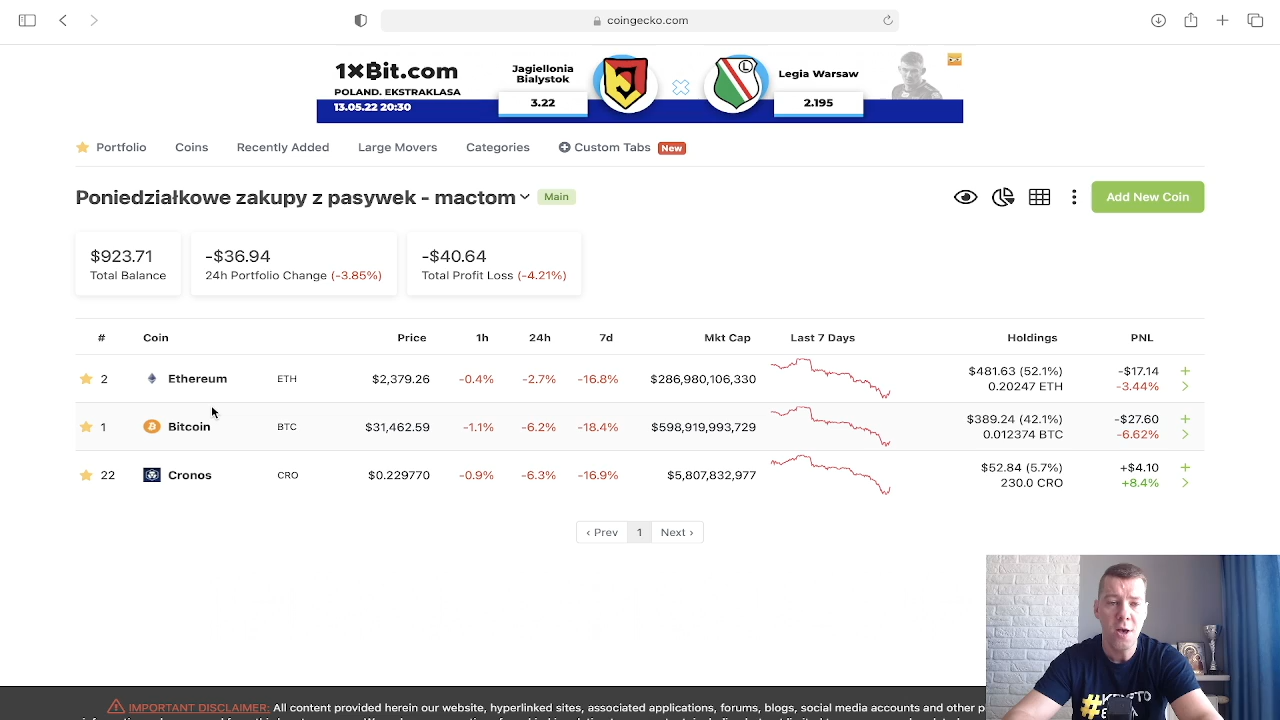 coingecko.com
1×Bit.com
POLAND. EKSTRAKLASA
13.05.22 20:30
Jagiellonia
Bialystok
3.22
Legia Warsaw
2.195
Portfolio Coins Recently Added Large Movers Categories Custom Tabs New
Poniedziałkowe zakupy z pasywek - mactom Main Add New Coin
$923.71
Total Balance
-$36.94
24h Portfolio Change (-3.85%)
-$40.64
Total Profit Loss (-4.21%)
# Coin Price 1h 24h 7d Mkt Cap Last 7 Days Holdings PNL
2 Ethereum ETH $2,379.26 -0.4% -2.7% -16.8% $286,980,106,330 $481.63 (52.1%) -$17.14 +
0.20247 ETH -3.44%
1 Bitcoin BTC $31,462.59 -1.1% -6.2% -18.4% $598,919,993,729 $389.24 (42.1%) -$27.60 +
0.012374 BTC -6.62%
22 Cronos CRO $0.229770 -0.9% -6.3% -16.9% $5,807,832,977 $52.84 (5.7%) +$4.10 +
230.0 CRO +8.4%
‹ Prev 1 Next ›
IMPORTANT DISCLAIMER: All content provided herein our website, hyperlinked sites, associated applications, forums, blogs, social media accounts and other